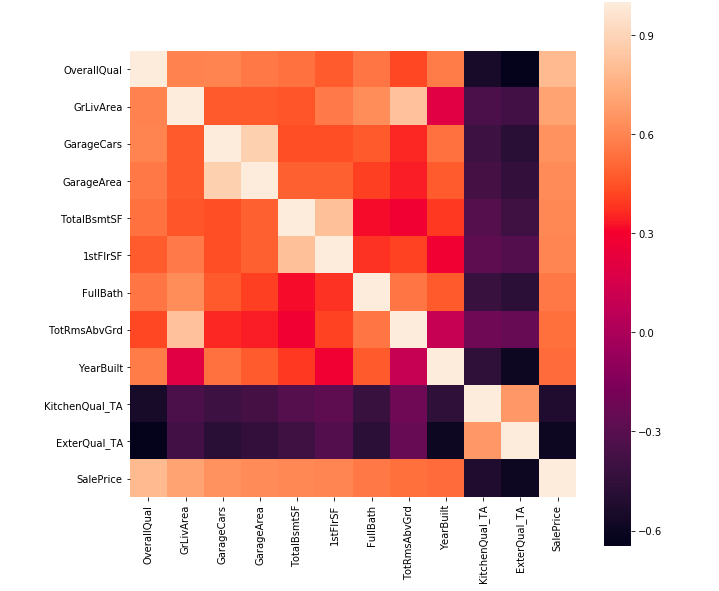 OverallQual
GrLivArea
GarageCars
GarageArea
TotalBsmtSF
1stFlrSF
FullBath
TotRmsAbvGrd
YearBuilt
KitchenQual_TA
ExterQual_TA
SalePrice
OverallQual
GrLivArea
GarageCars
GarageArea
TotalBsmtSF
1stFlrSF
FullBath
TotRmsAbvGrd
YearBuilt
KitchenQual_TA
ExterQual_TA
SalePrice
0.9
0.6
0.3
0.0
−0.3
−0.6